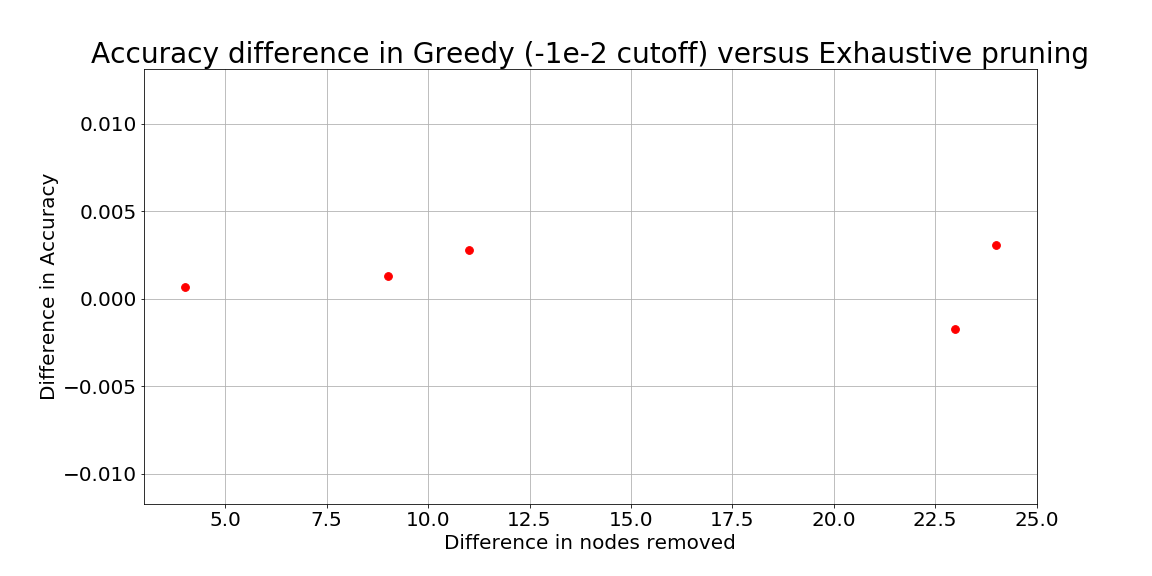 Accuracy difference in Greedy (-1e-2 cutoff) versus Exhaustive pruning
Difference in Accuracy
0.010
0.005
0.000
−0.005
−0.010
5.0 7.5 10.0 12.5 15.0 17.5 20.0 22.5 25.0
Difference in nodes removed